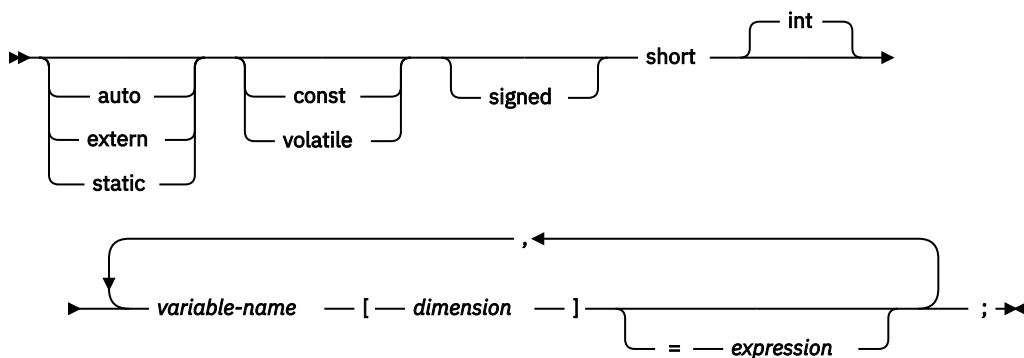 int
short
auto const signed
extern volatile
static
,
variable-name [ dimension ] ;
= expression